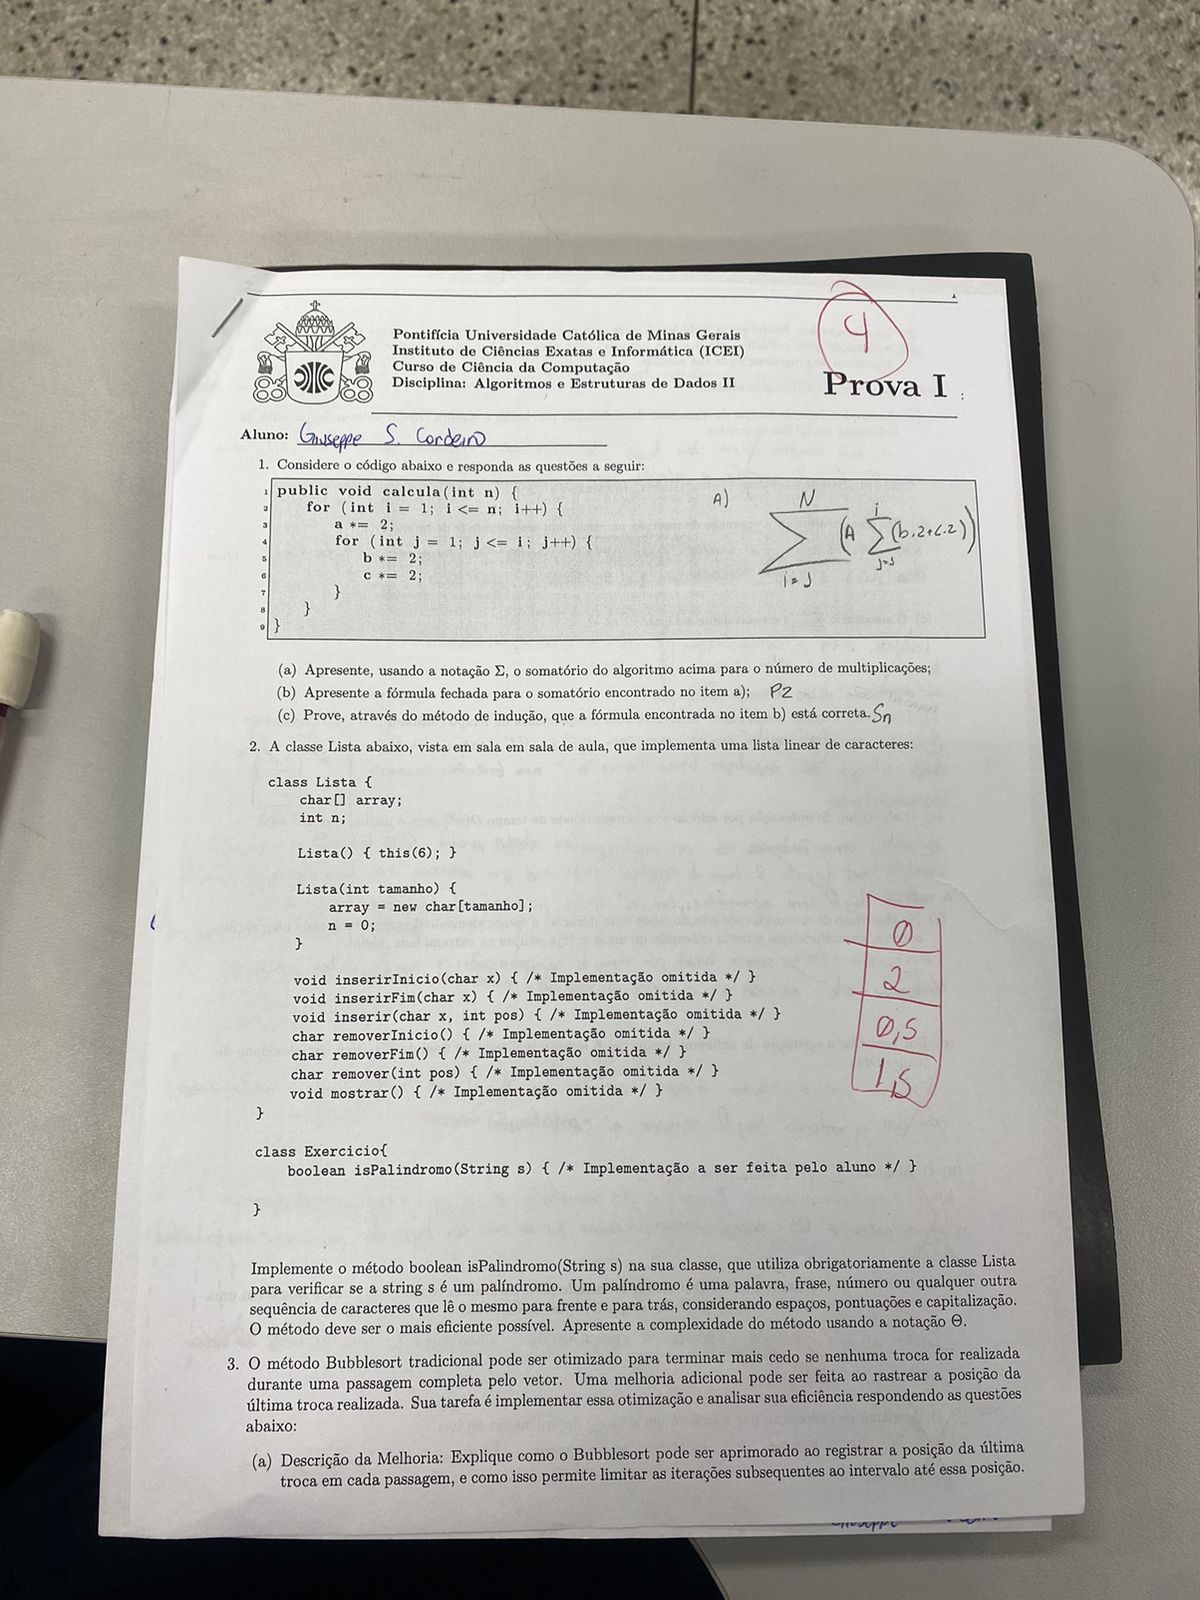 4
Pontifícia Universidade Católica de Minas Gerais
Instituto de Ciências Exatas e Informática (ICEI)
Curso de Ciência da Computação
Disciplina: Algoritmos e Estruturas de Dados II
Prova I
Aluno: Giuseppe S. Cordeiro
1. Considere o código abaixo e responda as questões a seguir:
1 public void calcula(int n) {
2 for (int i = 1; i <= n; i++) {
3 a *= 2;
4 for (int j = 1; j <= i; j++) {
5 b *= 2;
6 c *= 2;
7 }
8 }
9 }
A) N ∑ i=1 (A i ∑ j=1 (b.2+c.2))
(a) Apresente, usando a notação Σ, o somatório do algoritmo acima para o número de multiplicações;
(b) Apresente a fórmula fechada para o somatório encontrado no item a); P2
(c) Prove, através do método de indução, que a fórmula encontrada no item b) está correta. Sn
2. A classe Lista abaixo, vista em sala em sala de aula, que implementa uma lista linear de caracteres:
class Lista {
char[] array;
int n;
Lista() { this(6); }
Lista(int tamanho) {
array = new char[tamanho];
n = 0;
}
void inserirInicio(char x) { /* Implementação omitida */ }
void inserirFim(char x) { /* Implementação omitida */ }
void inserir(char x, int pos) { /* Implementação omitida */ }
char removerInicio() { /* Implementação omitida */ }
char removerFim() { /* Implementação omitida */ }
char remover(int pos) { /* Implementação omitida */ }
void mostrar() { /* Implementação omitida */ }
}
0
2
0,5
1,5
class Exercicio{
boolean isPalindromo(String s) { /* Implementação a ser feita pelo aluno */ }
}
Implemente o método boolean isPalindromo(String s) na sua classe, que utiliza obrigatoriamente a classe Lista
para verificar se a string s é um palíndromo. Um palíndromo é uma palavra, frase, número ou qualquer outra
sequência de caracteres que lê o mesmo para frente e para trás, considerando espaços, pontuações e capitalização.
O método deve ser o mais eficiente possível. Apresente a complexidade do método usando a notação Θ.
3. O método Bubblesort tradicional pode ser otimizado para terminar mais cedo se nenhuma troca for realizada
durante uma passagem completa pelo vetor. Uma melhoria adicional pode ser feita ao rastrear a posição da
última troca realizada. Sua tarefa é implementar essa otimização e analisar sua eficiência respondendo as questões
abaixo:
(a) Descrição da Melhoria: Explique como o Bubblesort pode ser aprimorado ao registrar a posição da última
troca em cada passagem, e como isso permite limitar as iterações subsequentes ao intervalo até essa posição.